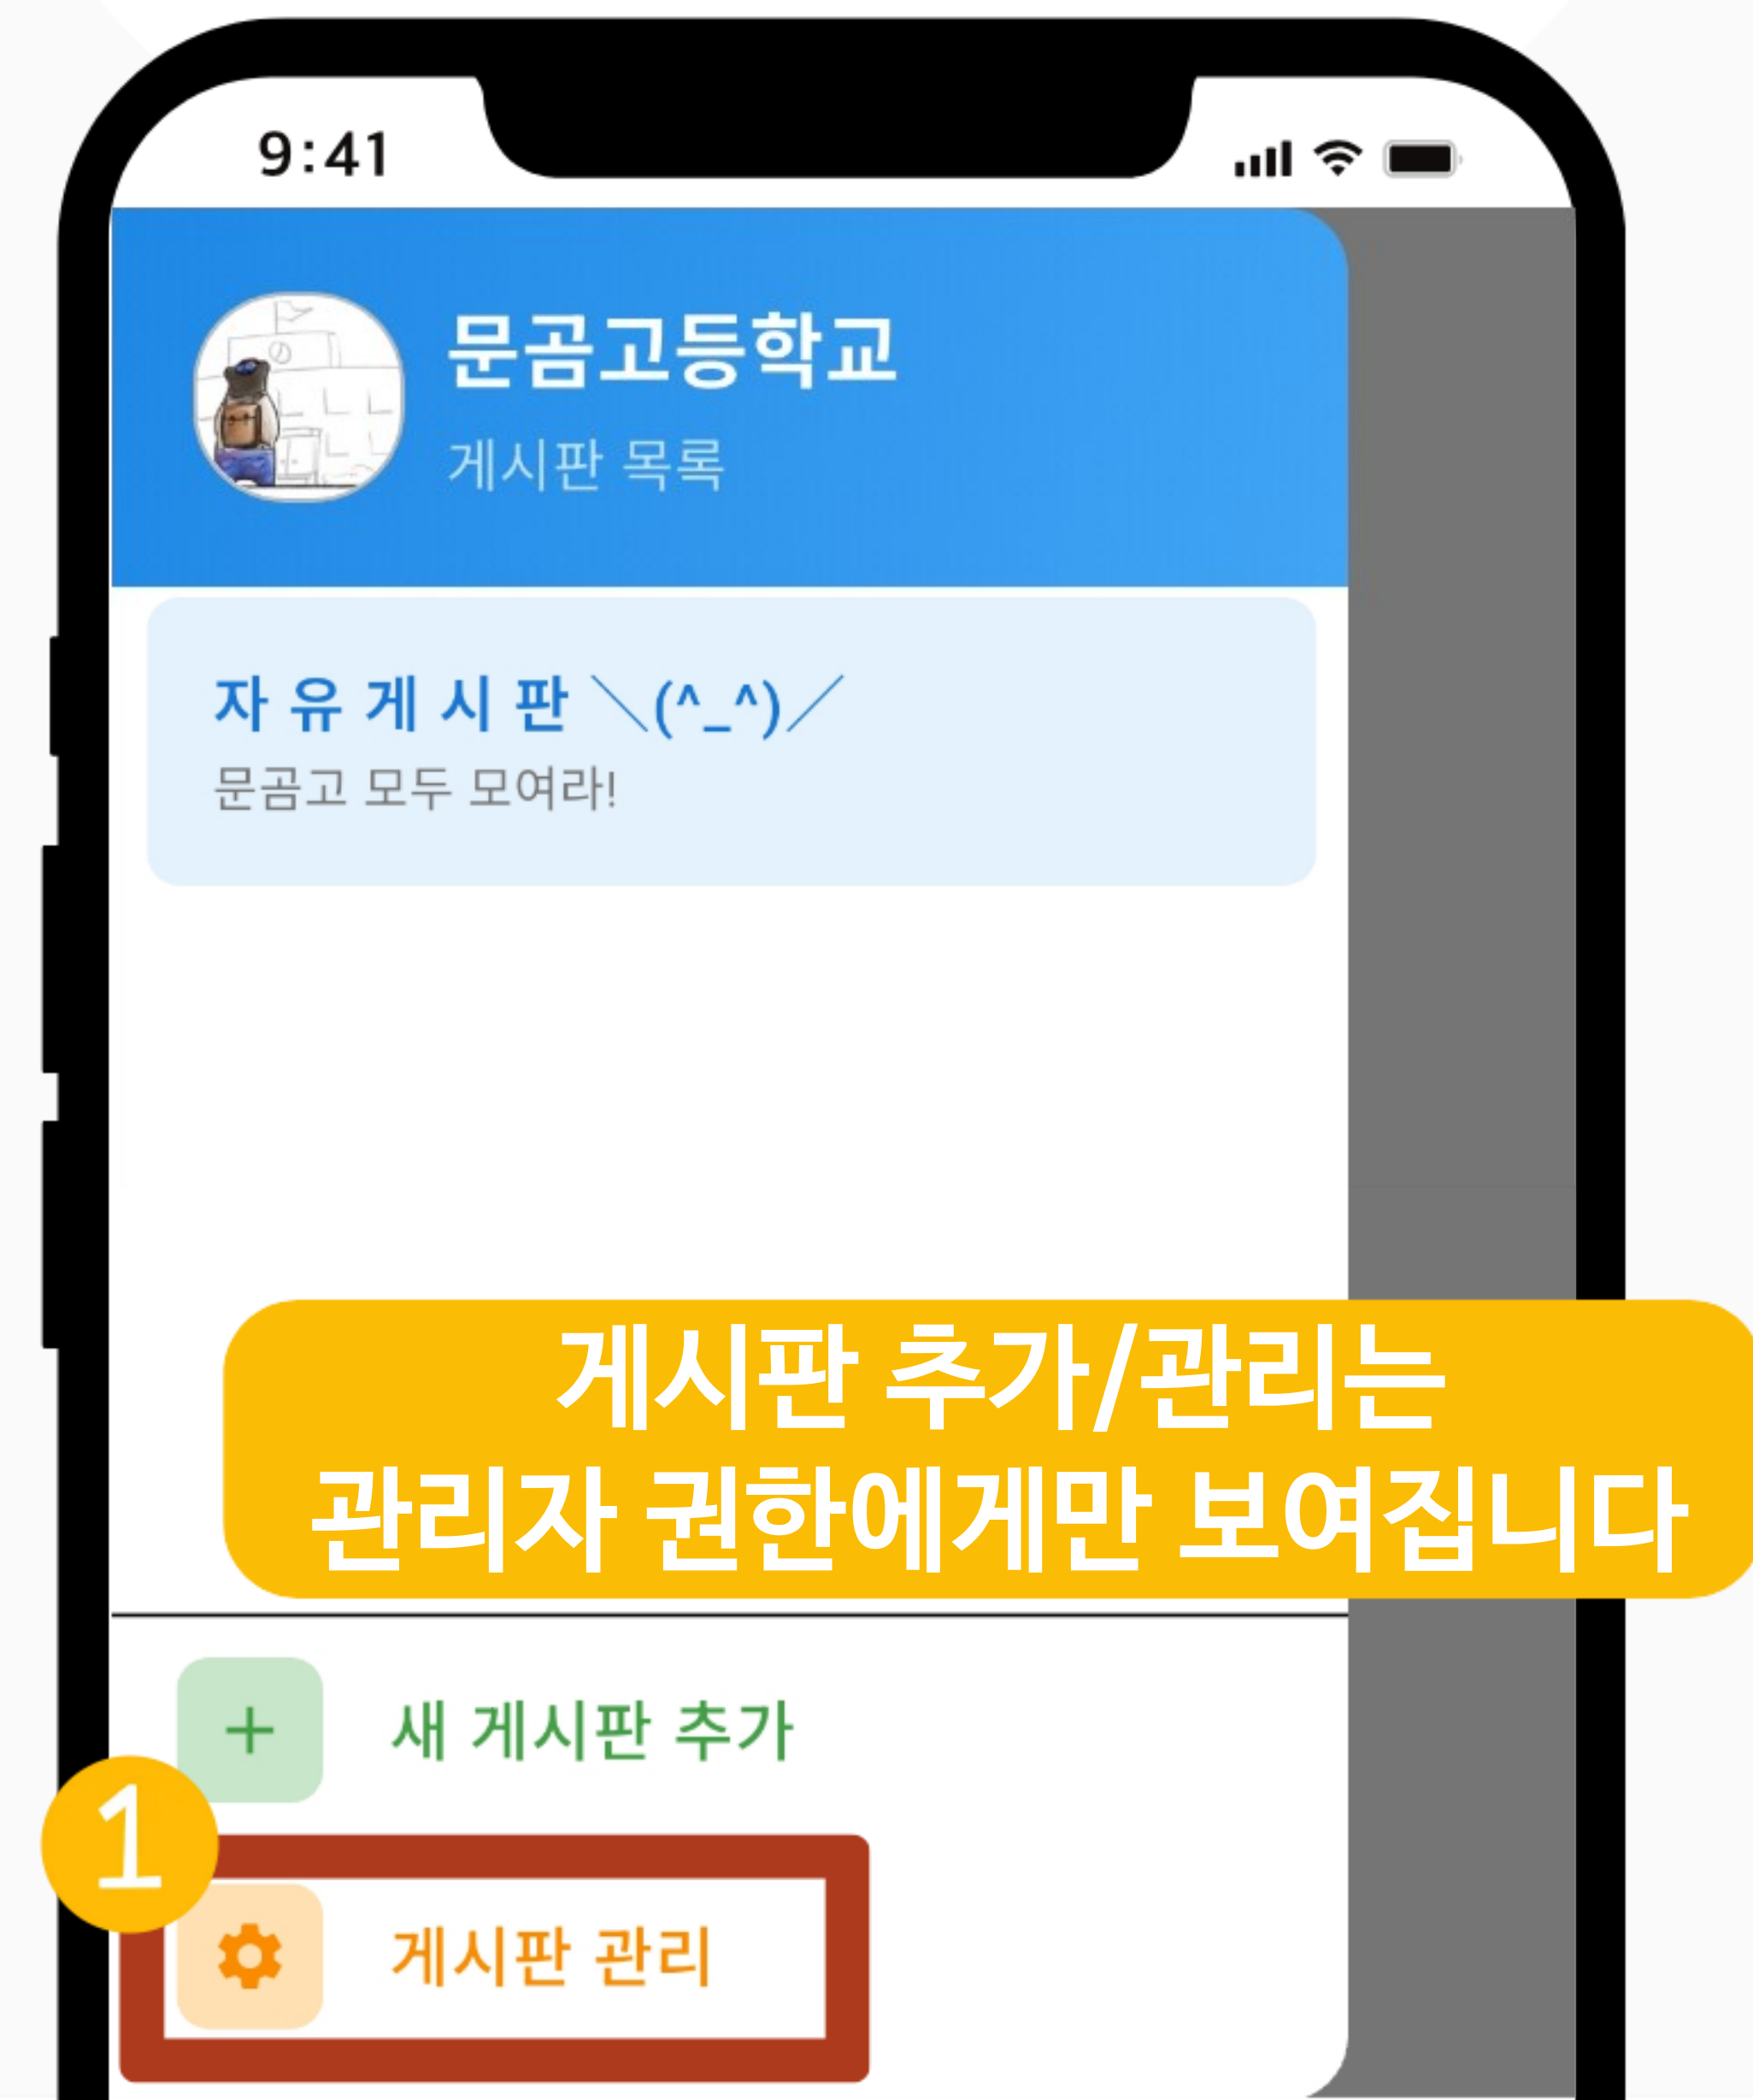 9:41
문곰고등학교
게시판 목록
자 유 게 시 판 ＼(^_^)／
문곰고 모두 모여라!
게시판 추가/관리는
관리자 권한에게만 보여집니다
새 게시판 추가
1
게시판 관리